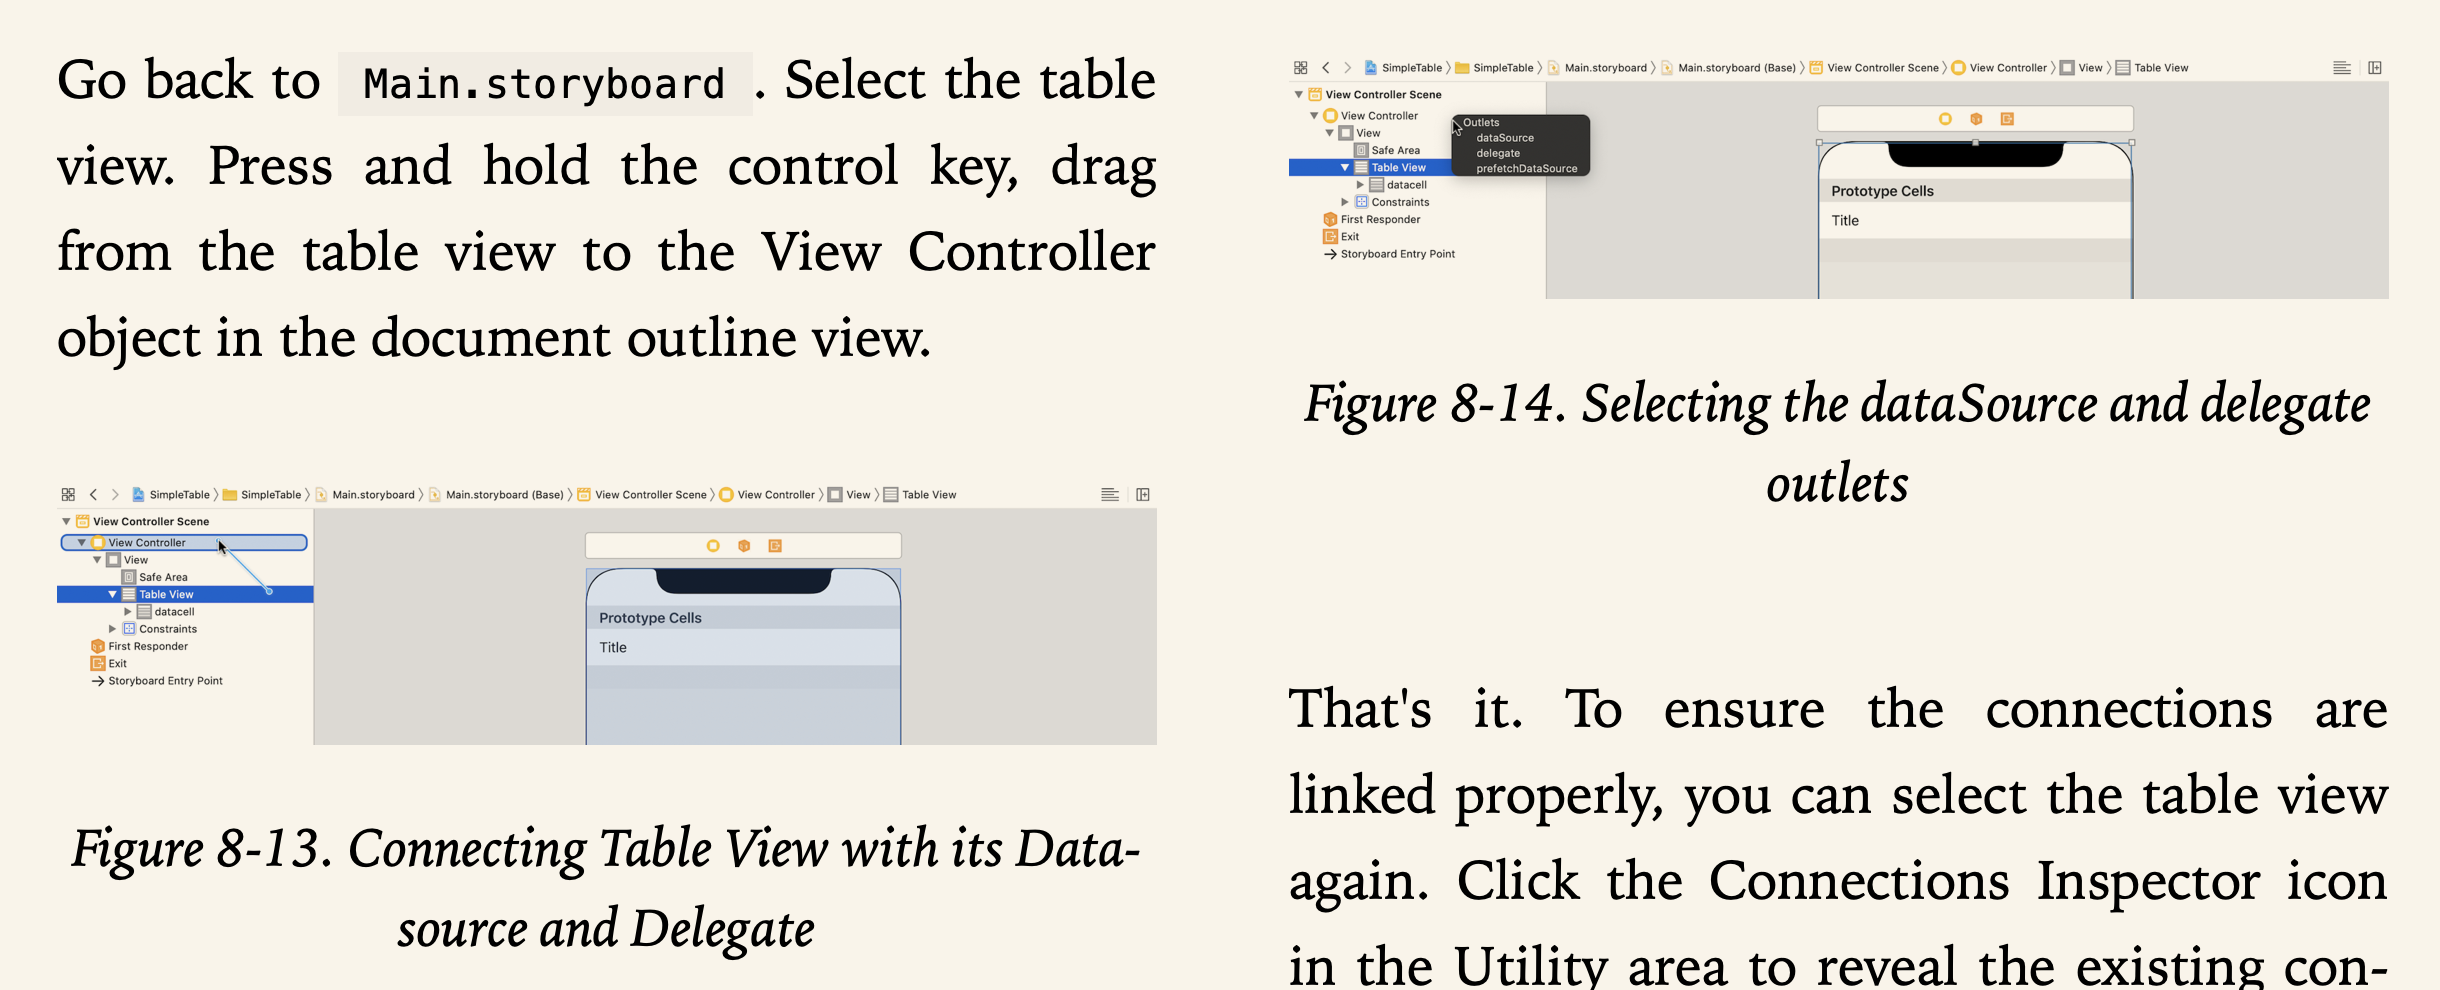 Go back to Main.storyboard . Select the table
view. Press and hold the control key, drag
from the table view to the View Controller
object in the document outline view.
SimpleTable SimpleTable Main.storyboard Main.storyboard (Base) View Controller Scene View Controller View Table View
View Controller Scene
View Controller
View
Safe Area
Table View
datacell
Constraints
First Responder
Exit
Storyboard Entry Point
Prototype Cells
Title
Figure 8-13. Connecting Table View with its Data-
source and Delegate
SimpleTable SimpleTable Main.storyboard Main.storyboard (Base) View Controller Scene View Controller View Table View
View Controller Scene
View Controller
View
Safe Area
Table View
datacell
Constraints
First Responder
Exit
Storyboard Entry Point
Outlets
dataSource
delegate
prefetchDataSource
Prototype Cells
Title
Figure 8-14. Selecting the dataSource and delegate
outlets
That's it. To ensure the connections are
linked properly, you can select the table view
again. Click the Connections Inspector icon
in the Utility area to reveal the existing con-